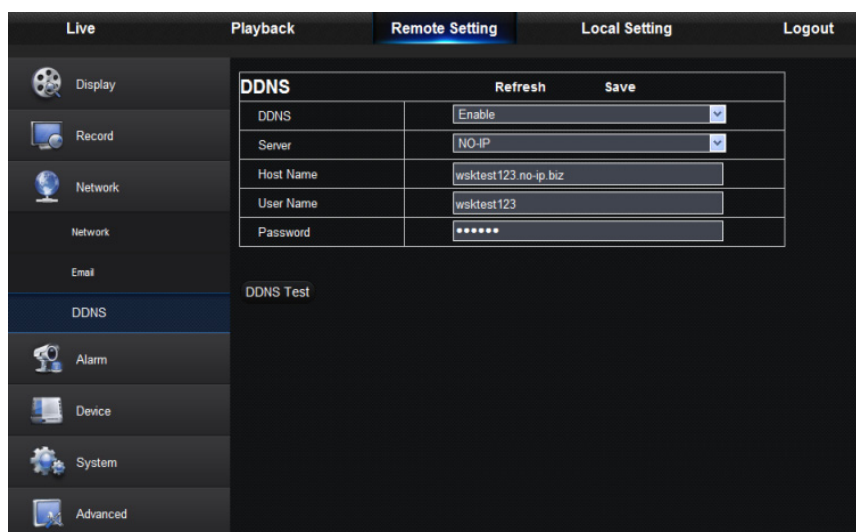 Live Playback Remote Setting Local Setting Logout
Display
Record
Network
Network
Email
DDNS
Alarm
Device
System
Advanced
DDNS Refresh Save
DDNS Enable
Server NO-IP
Host Name wsktest123.no-ip.biz
User Name wsktest123
Password ••••••
DDNS Test